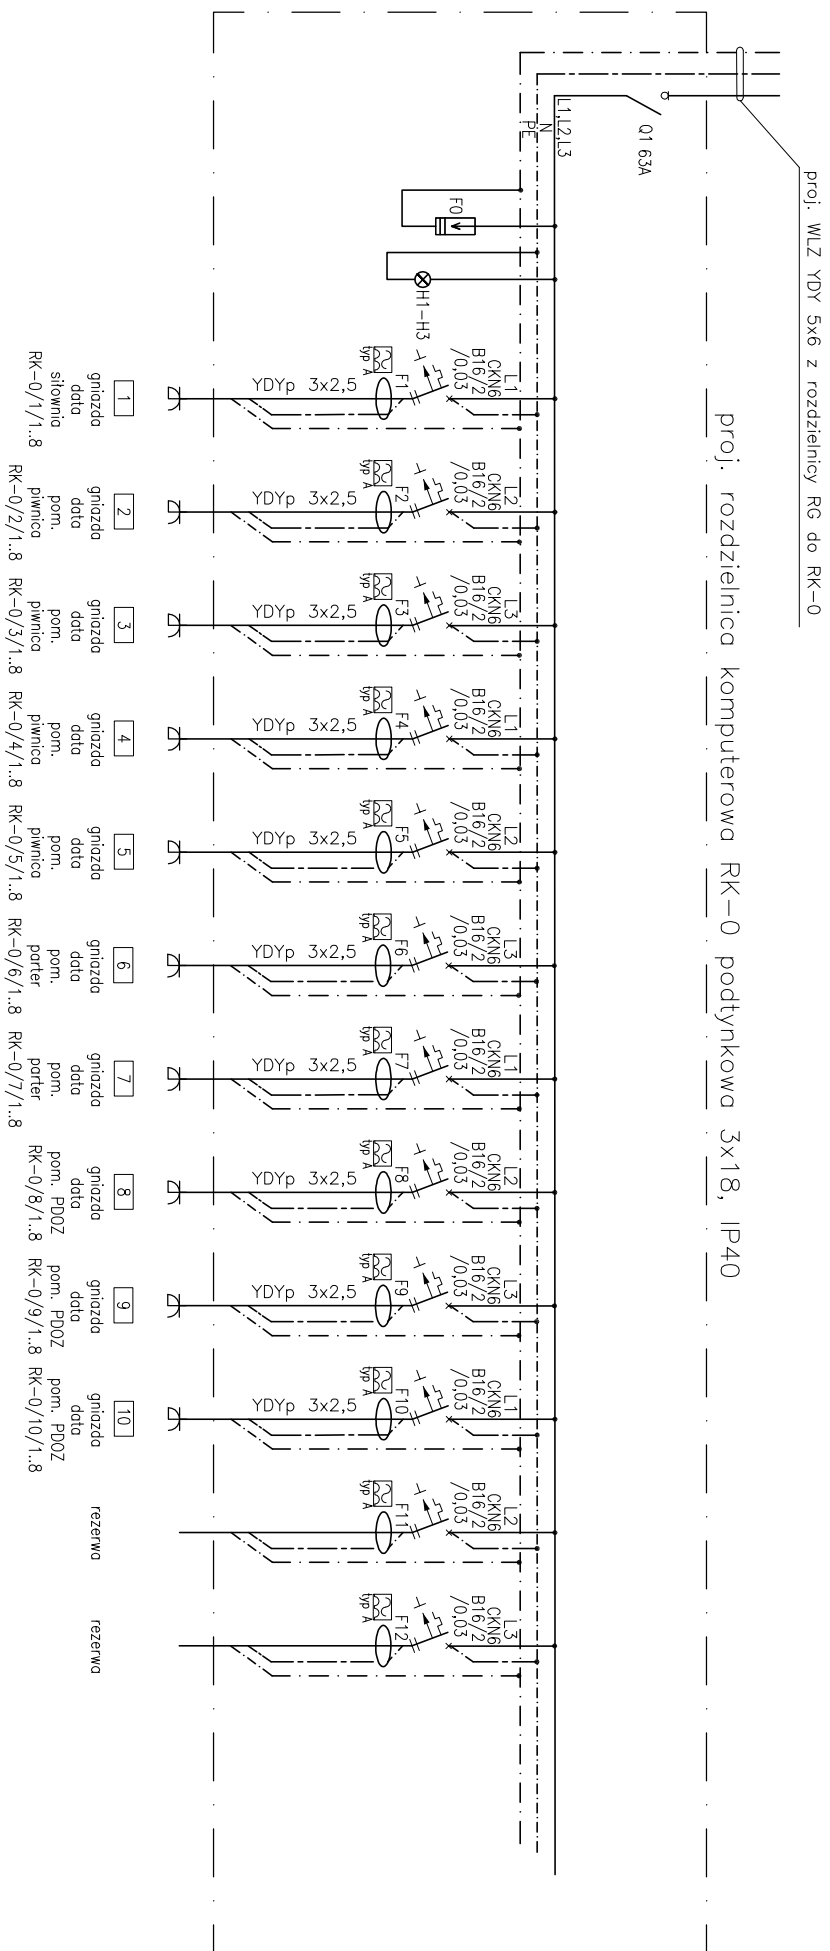 proj. WLZ YDY 5x6 z rozdzielnicy RG do RK-0
proj. rozdzielnica komputerowa RK-0 podtynkowa 3x18, IP40
Q1 63A
L1,L2,L3
N
PE
F0
H1-H3
L1
CKN6
B16/2
/0,03
F1
typ A
YDYp 3x2,5
1
gniazda
data
siłownia
RK-0/1/1..8
L2
CKN6
B16/2
/0,03
F2
typ A
YDYp 3x2,5
2
gniazda
data
pom.
piwnica
RK-0/2/1..8
L3
CKN6
B16/2
/0,03
F3
typ A
YDYp 3x2,5
3
gniazda
data
pom.
piwnica
RK-0/3/1..8
L1
CKN6
B16/2
/0,03
F4
typ A
YDYp 3x2,5
4
gniazda
data
pom.
piwnica
RK-0/4/1..8
L2
CKN6
B16/2
/0,03
F5
typ A
YDYp 3x2,5
5
gniazda
data
pom.
piwnica
RK-0/5/1..8
L3
CKN6
B16/2
/0,03
F6
typ A
YDYp 3x2,5
6
gniazda
data
pom.
parter
RK-0/6/1..8
L1
CKN6
B16/2
/0,03
F7
typ A
YDYp 3x2,5
7
gniazda
data
pom.
parter
RK-0/7/1..8
L2
CKN6
B16/2
/0,03
F8
typ A
YDYp 3x2,5
8
gniazda
data
pom. PDOZ
RK-0/8/1..8
L3
CKN6
B16/2
/0,03
F9
typ A
YDYp 3x2,5
9
gniazda
data
pom. PDOZ
RK-0/9/1..8
L1
CKN6
B16/2
/0,03
F10
typ A
YDYp 3x2,5
10
gniazda
data
pom. PDOZ
RK-0/10/1..8
L2
CKN6
B16/2
/0,03
F11
typ A
rezerwa
L3
CKN6
B16/2
/0,03
F12
typ A
rezerwa